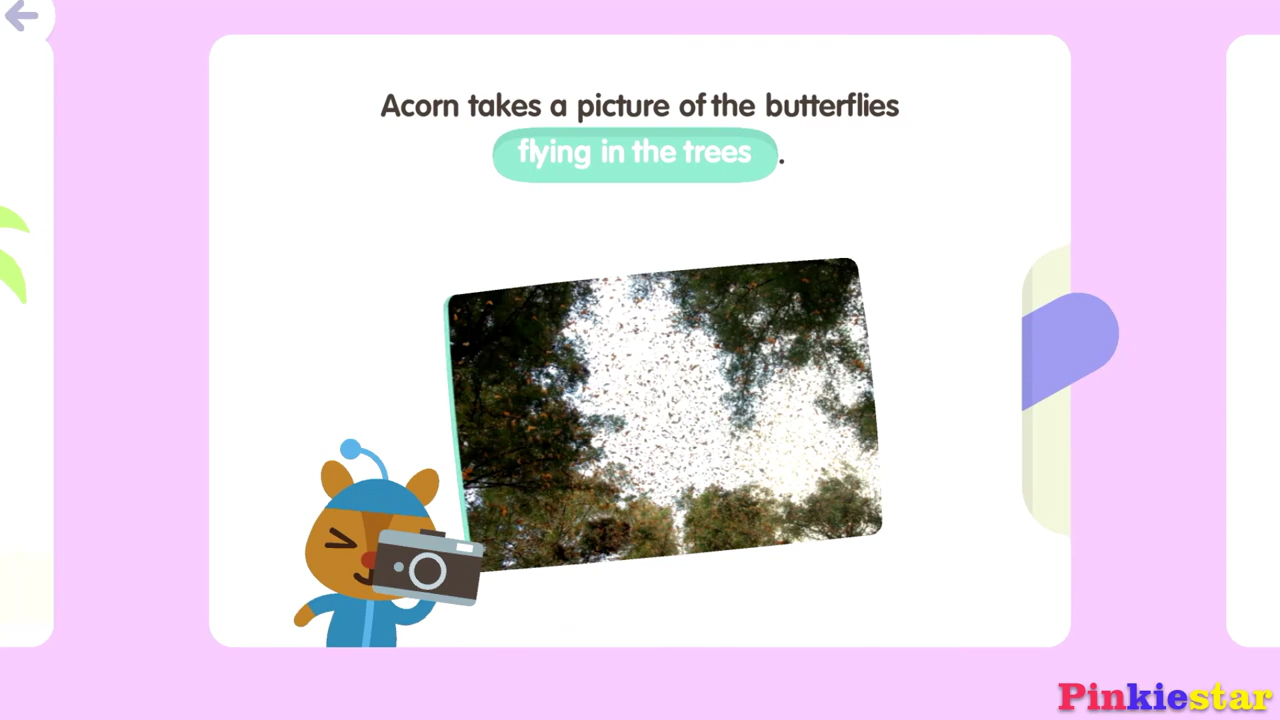 Acorn takes a picture of the butterflies
flying in the trees.
Pinkiestar